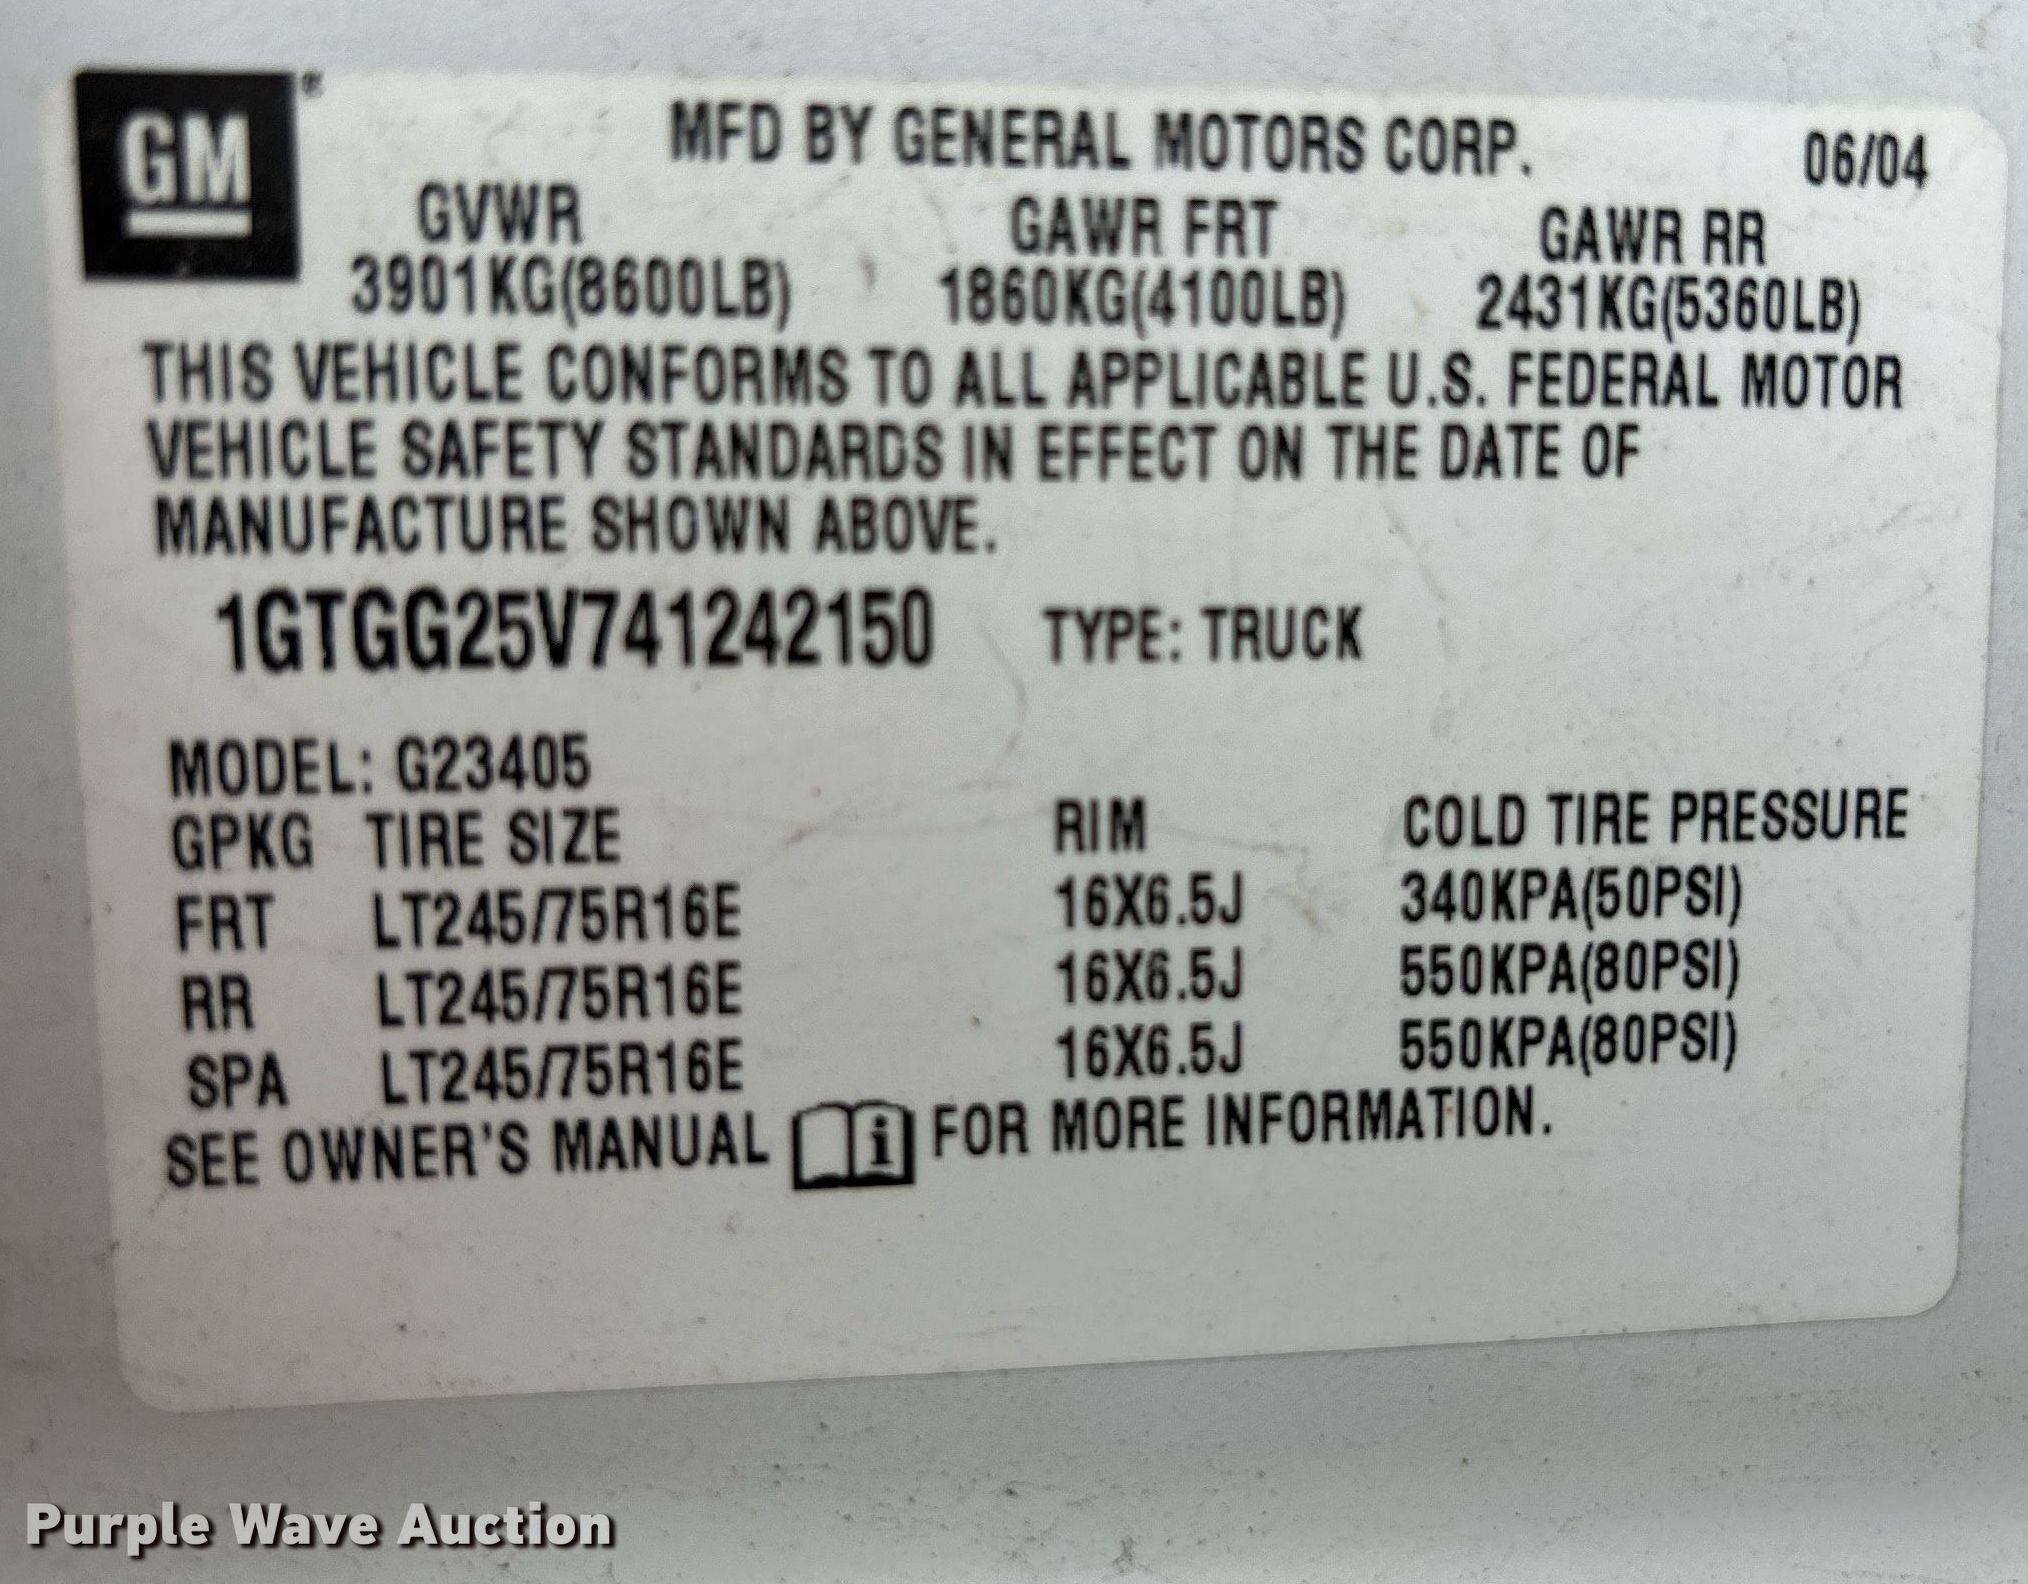 GM ®
MFD BY GENERAL MOTORS CORP. 06/04
GVWR GAWR FRT GAWR RR
3901KG(8600LB) 1860KG(4100LB) 2431KG(5360LB)
THIS VEHICLE CONFORMS TO ALL APPLICABLE U.S. FEDERAL MOTOR
VEHICLE SAFETY STANDARDS IN EFFECT ON THE DATE OF
MANUFACTURE SHOWN ABOVE.
1GTGG25V741242150 TYPE: TRUCK
MODEL: G23405
GPKG TIRE SIZE RIM COLD TIRE PRESSURE
FRT LT245/75R16E 16X6.5J 340KPA(50PSI)
RR LT245/75R16E 16X6.5J 550KPA(80PSI)
SPA LT245/75R16E 16X6.5J 550KPA(80PSI)
SEE OWNER'S MANUAL i FOR MORE INFORMATION.
Purple Wave Auction